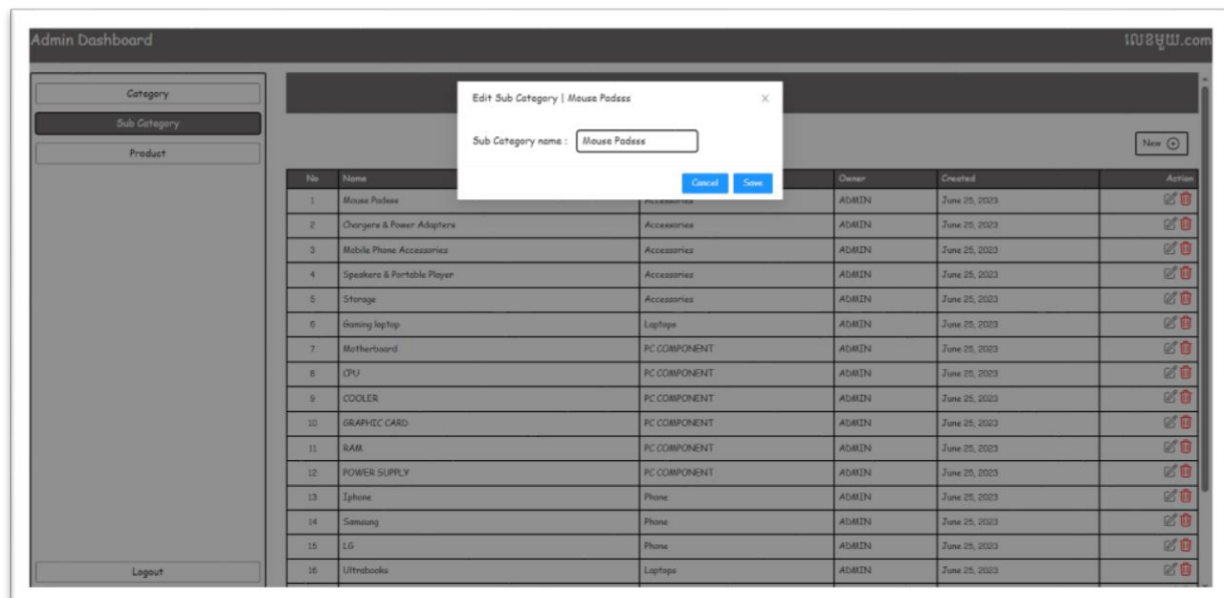 Admin Dashboard លេខមួយ.com
Category
Sub Category
Product
Logout
Edit Sub Category | Mouse Padsss X
Sub Category name : Mouse Padsss
Cancel Save
New
No Name Owner Created Action
1 Mouse Padsss Accessories ADMIN June 25, 2023
2 Chargers & Power Adapters Accessories ADMIN June 25, 2023
3 Mobile Phone Accessories Accessories ADMIN June 25, 2023
4 Speakers & Portable Player Accessories ADMIN June 25, 2023
5 Storage Accessories ADMIN June 25, 2023
6 Gaming laptop Laptops ADMIN June 25, 2023
7 Motherboard PC COMPONENT ADMIN June 25, 2023
8 CPU PC COMPONENT ADMIN June 25, 2023
9 COOLER PC COMPONENT ADMIN June 25, 2023
10 GRAPHIC CARD PC COMPONENT ADMIN June 25, 2023
11 RAM PC COMPONENT ADMIN June 25, 2023
12 POWER SUPPLY PC COMPONENT ADMIN June 25, 2023
13 Iphone Phone ADMIN June 25, 2023
14 Samsung Phone ADMIN June 25, 2023
15 LG Phone ADMIN June 25, 2023
16 Ultrabooks Laptops ADMIN June 25, 2023